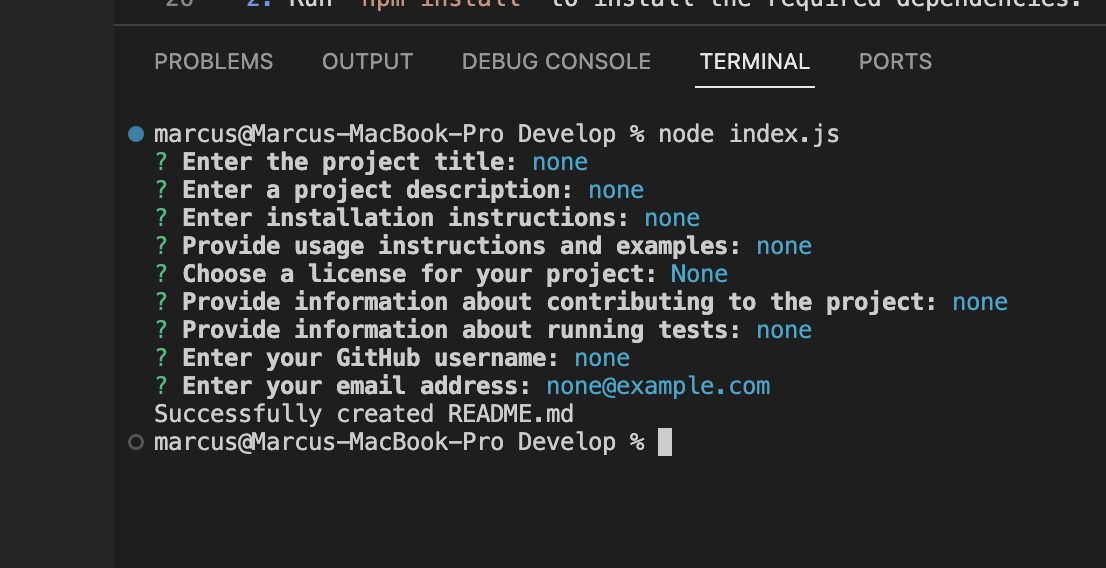 26 2. Run `npm install` to install the required dependencies.
PROBLEMS OUTPUT DEBUG CONSOLE TERMINAL PORTS
marcus@Marcus-MacBook-Pro Develop % node index.js
? Enter the project title: none
? Enter a project description: none
? Enter installation instructions: none
? Provide usage instructions and examples: none
? Choose a license for your project: None
? Provide information about contributing to the project: none
? Provide information about running tests: none
? Enter your GitHub username: none
? Enter your email address: none@example.com
Successfully created README.md
marcus@Marcus-MacBook-Pro Develop %